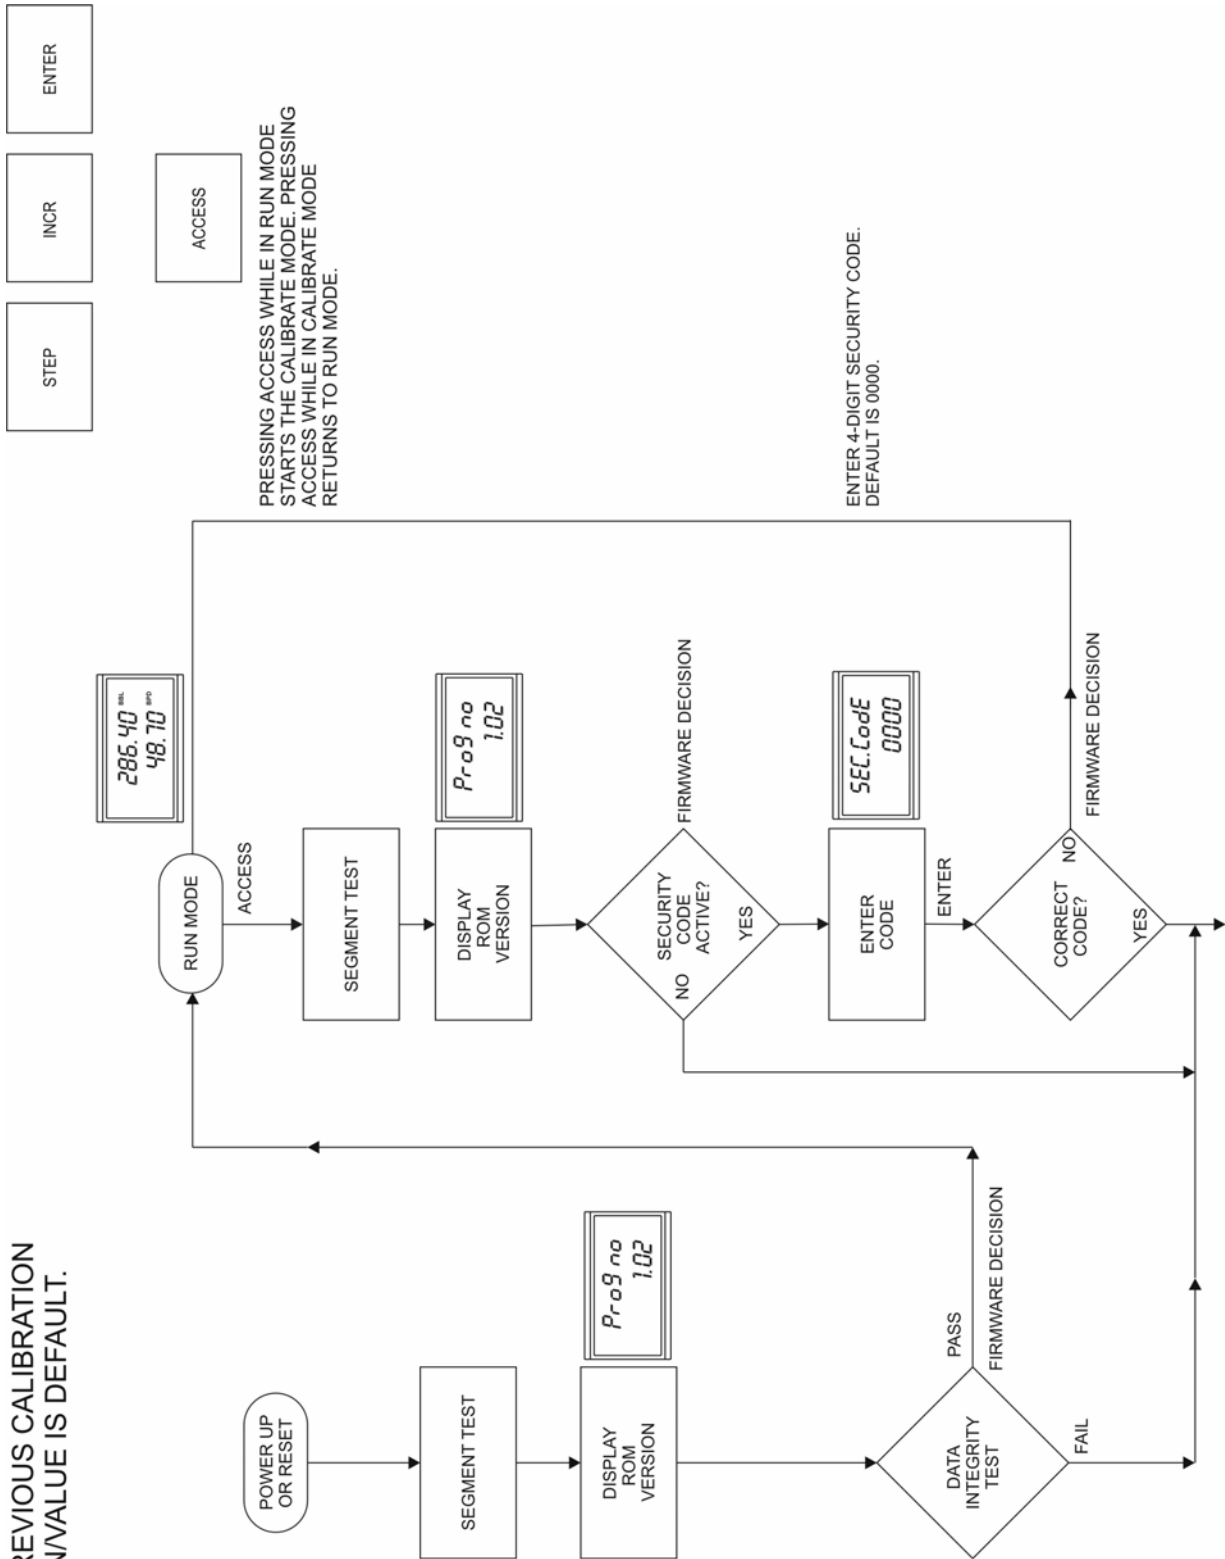 REVIOUS CALIBRATION
N/VALUE IS DEFAULT.
POWER UP
OR RESET
SEGMENT TEST
DISPLAY
ROM
VERSION
Prog no
1.02
DATA
INTEGRITY
TEST
PASS
FIRMWARE DECISION
FAIL
RUN MODE
286.40 BBL
48.70 BPD
ACCESS
SEGMENT TEST
DISPLAY
ROM
VERSION
Prog no
1.02
SECURITY
CODE
ACTIVE?
NO
YES
FIRMWARE DECISION
ENTER
CODE
SEC.CodE
0000
ENTER
CORRECT
CODE?
NO
YES
FIRMWARE DECISION
STEP
INCR
ENTER
ACCESS
PRESSING ACCESS WHILE IN RUN MODE
STARTS THE CALIBRATE MODE. PRESSING
ACCESS WHILE IN CALIBRATE MODE
RETURNS TO RUN MODE.
ENTER 4-DIGIT SECURITY CODE.
DEFAULT IS 0000.